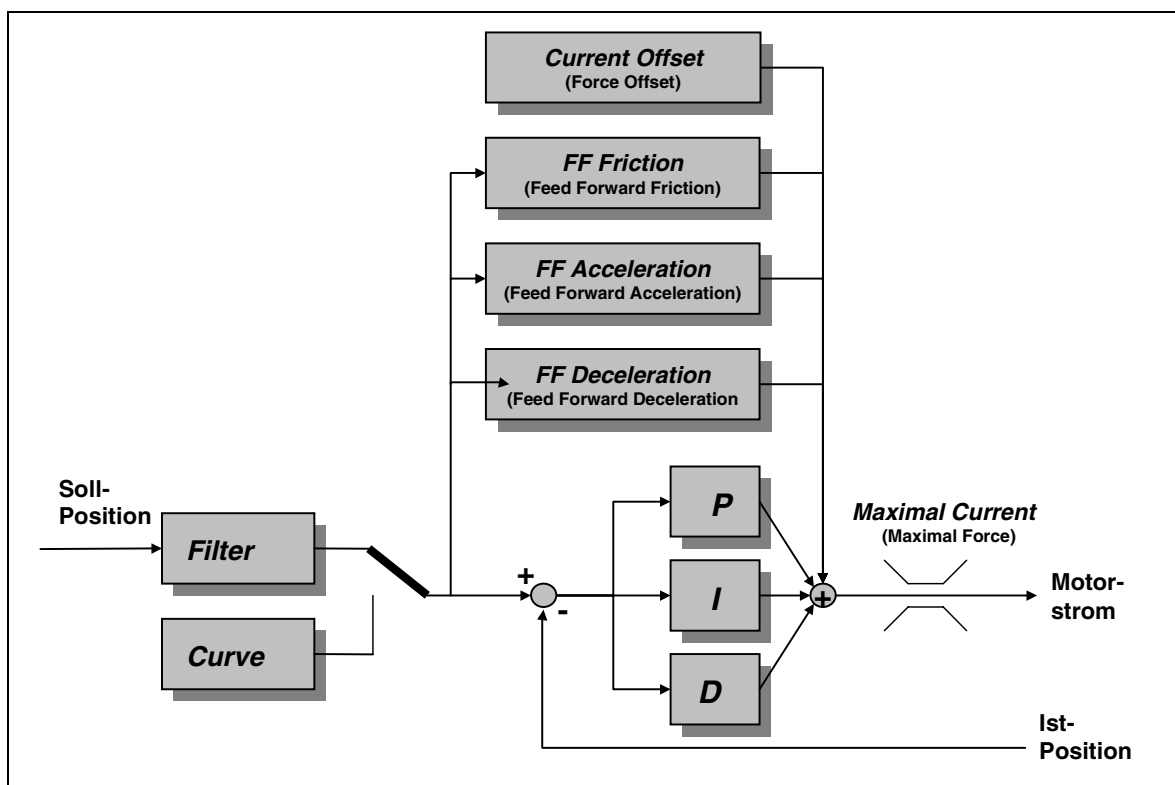 Current Offset
(Force Offset)
FF Friction
(Feed Forward Friction)
FF Acceleration
(Feed Forward Acceleration)
FF Deceleration
(Feed Forward Deceleration
Soll-
Position
Filter
Curve
+
-
P
I
D
+
Maximal Current
(Maximal Force)
Motor-
strom
Ist-
Position